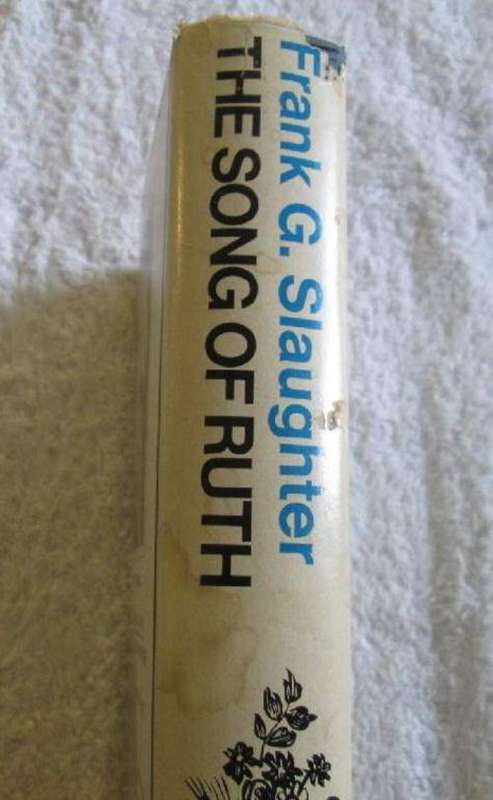 Frank G. Slaughter
THE SONG OF RUTH